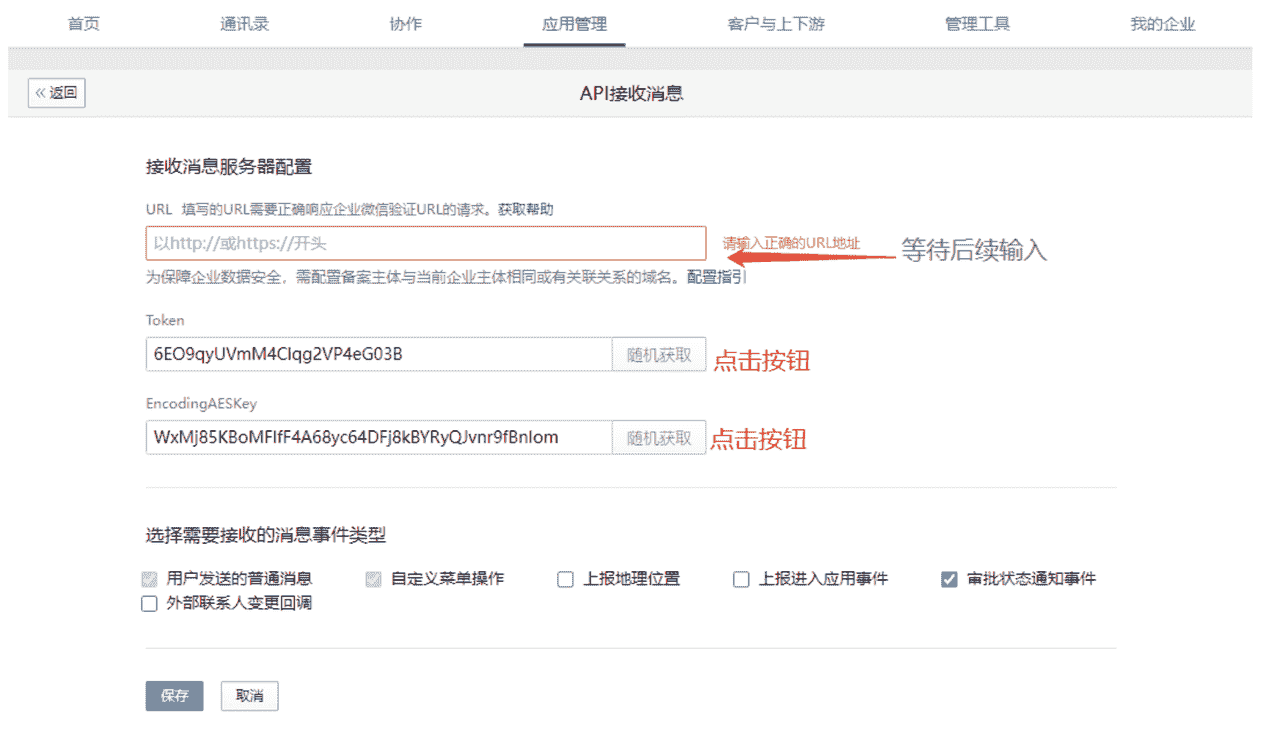 首页 通讯录 协作 应用管理 客户与上下游 管理工具 我的企业
«返回 API接收消息
接收消息服务器配置
URL 填写的URL需要正确响应企业微信验证URL的请求。获取帮助
以http://或https://开头 请输入正确的URL地址 等待后续输入
为保障企业数据安全，需配置备案主体与当前企业主体相同或有关联关系的域名。配置指引
Token
6EO9qyUVmM4CIqg2VP4eG03B 随机获取 点击按钮
EncodingAESKey
WxMj85KBoMFIfF4A68yc64DFj8kBYRyQJvnr9fBnIom 随机获取 点击按钮
选择需要接收的消息事件类型
用户发送的普通消息 自定义菜单操作 上报地理位置 上报进入应用事件 审批状态通知事件
外部联系人变更回调
保存 取消